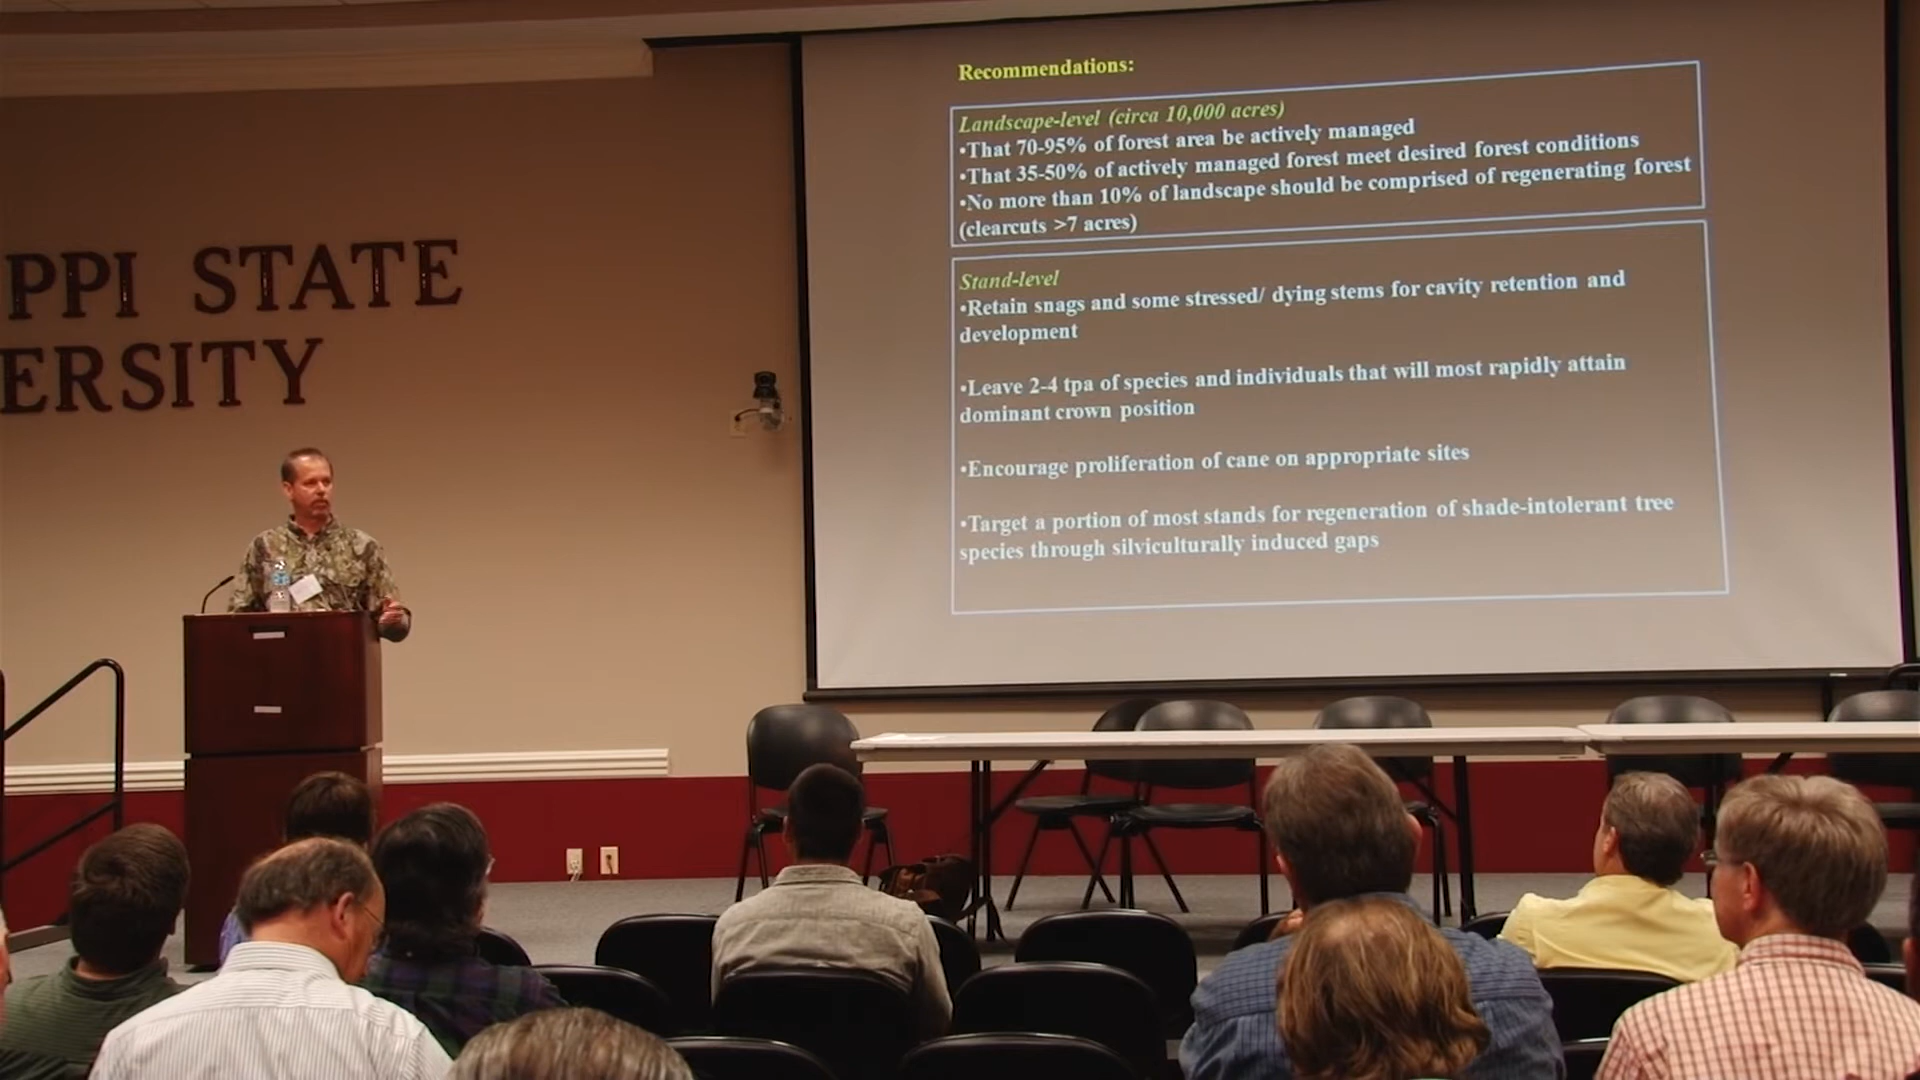 PPI STATE
ERSITY
Recommendations:
Landscape-level (circa 10,000 acres)
•That 70-95% of forest area be actively managed
•That 35-50% of actively managed forest meet desired forest conditions
•No more than 10% of landscape should be comprised of regenerating forest
(clearcuts >7 acres)
Stand-level
•Retain snags and some stressed/ dying stems for cavity retention and
development
•Leave 2-4 tpa of species and individuals that will most rapidly attain
dominant crown position
•Encourage proliferation of cane on appropriate sites
•Target a portion of most stands for regeneration of shade-intolerant tree
species through silviculturally induced gaps